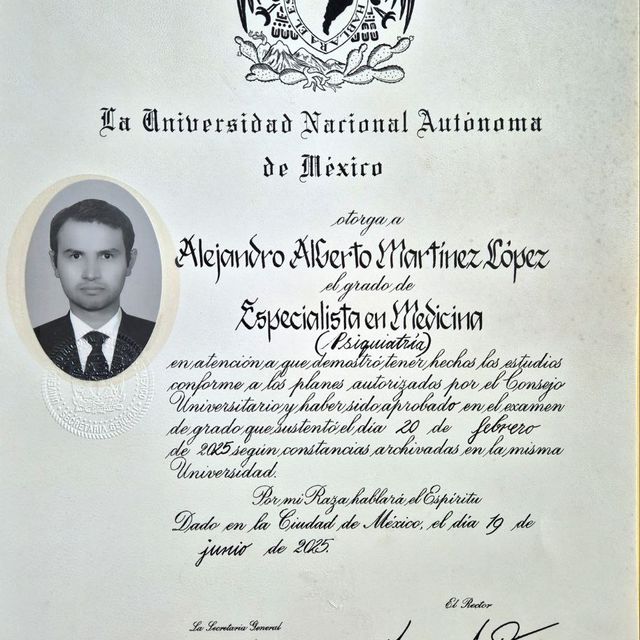 HABLARA EL ES
La Universidad Nacional Autónoma
de México
otorga a
Alejandro Alberto Martínez López
el grado de
Especialista en Medicina
(Psiquiatría)
en atención a que demostró tener hechos los estudios
conforme a los planes autorizados por el Consejo
Universitario y haber sido aprobado en el examen
de grado que sustentó el día 20 de febrero
de 2025 según constancias archivadas en la misma
Universidad.
Por mi Raza hablará el Espíritu
Dado en la Ciudad de México, el día 19 de
junio de 2025.
El Rector
La Secretaria General